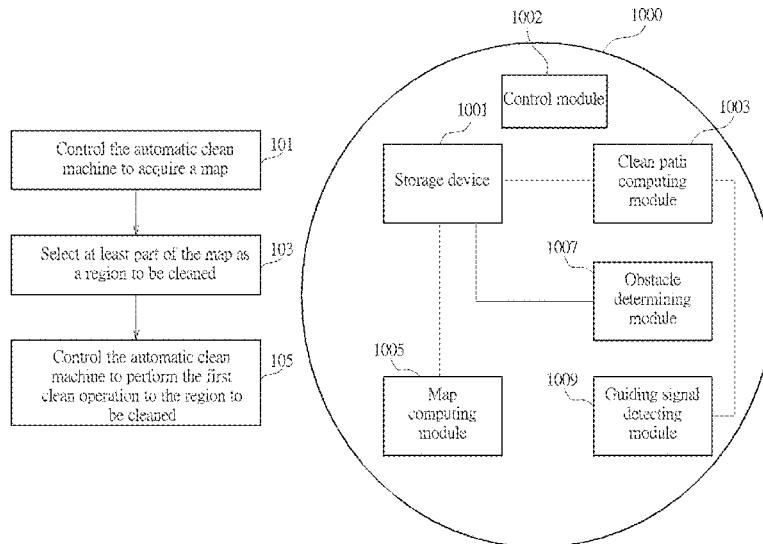 Control the automatic clean
machine to acquire a map
101
Select at least part of the map as
a region to be cleaned
103
Control the automatic clean
machine to perform the first
clean operation to the region to
be cleaned
105
1000
1002
Control module
1001
Storage device
1003
Clean path
computing
module
1007
Obstacle
determining
module
1005
Map
computing
module
1009
Guiding signal
detecting
module